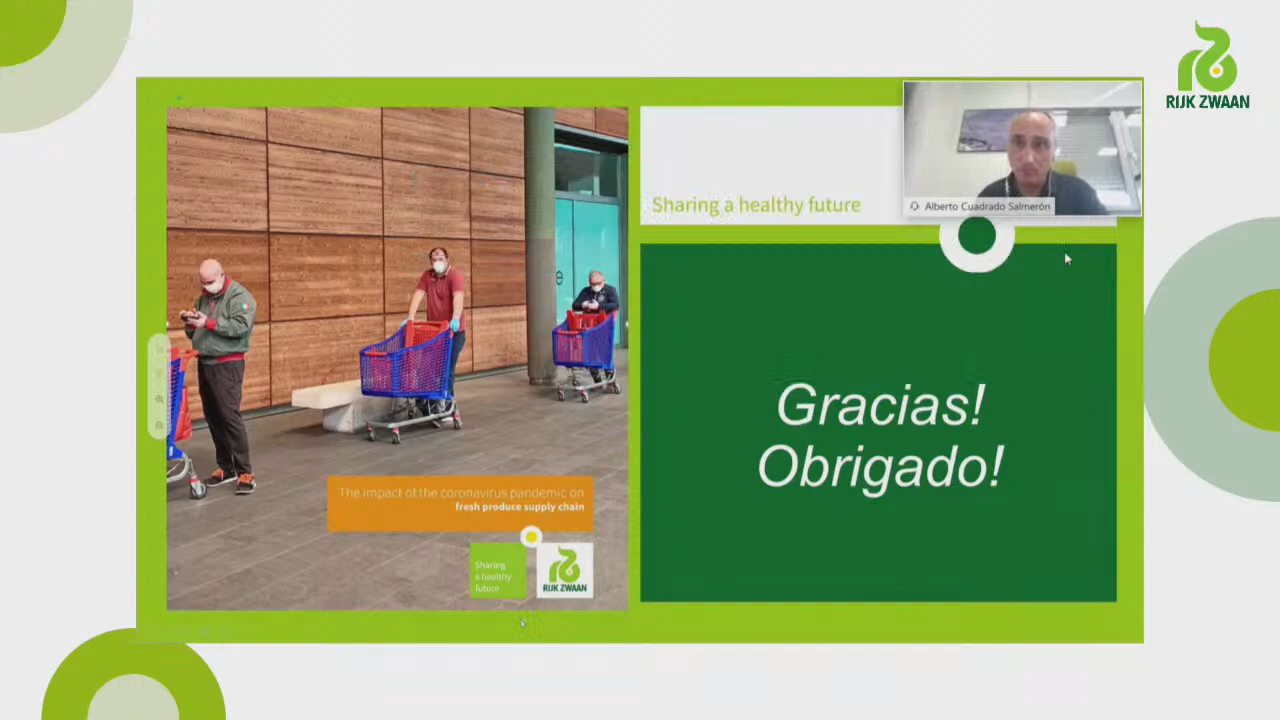 RIJK ZWAAN
Sharing a healthy future
Alberto Cuadrado Salmerón
Gracias!
Obrigado!
The impact of the coronavirus pandemic on
fresh produce supply chain
Sharing
a healthy
future
RIJK ZWAAN